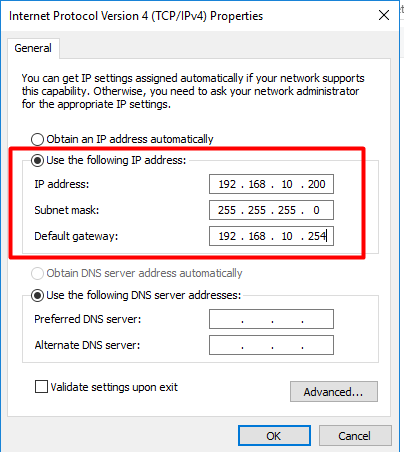 Internet Protocol Version 4 (TCP/IPv4) Properties
General
You can get IP settings assigned automatically if your network supports
this capability. Otherwise, you need to ask your network administrator
for the appropriate IP settings.
Obtain an IP address automatically
Use the following IP address:
IP address: 192 . 168 . 10 . 200
Subnet mask: 255 . 255 . 255 . 0
Default gateway: 192 . 168 . 10 . 254
Obtain DNS server address automatically
Use the following DNS server addresses:
Preferred DNS server: . . .
Alternate DNS server: . . .
Validate settings upon exit
Advanced...
OK Cancel